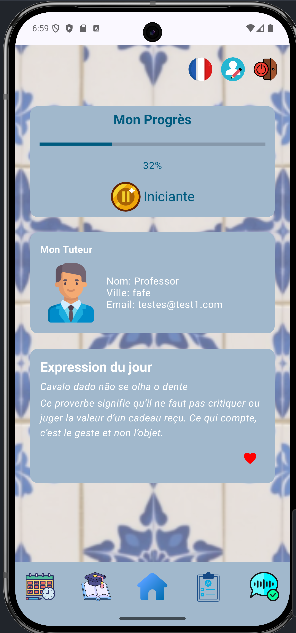 6:59
Mon Progrès
32%
Iniciante
Mon Tuteur
Nom: Professor
Ville: fafe
Email: testes@test1.com
Expression du jour
Cavalo dado não se olha o dente
Ce proverbe signifie qu'il ne faut pas critiquer ou
juger la valeur d'un cadeau reçu. Ce qui compte,
c'est le geste et non l'objet.